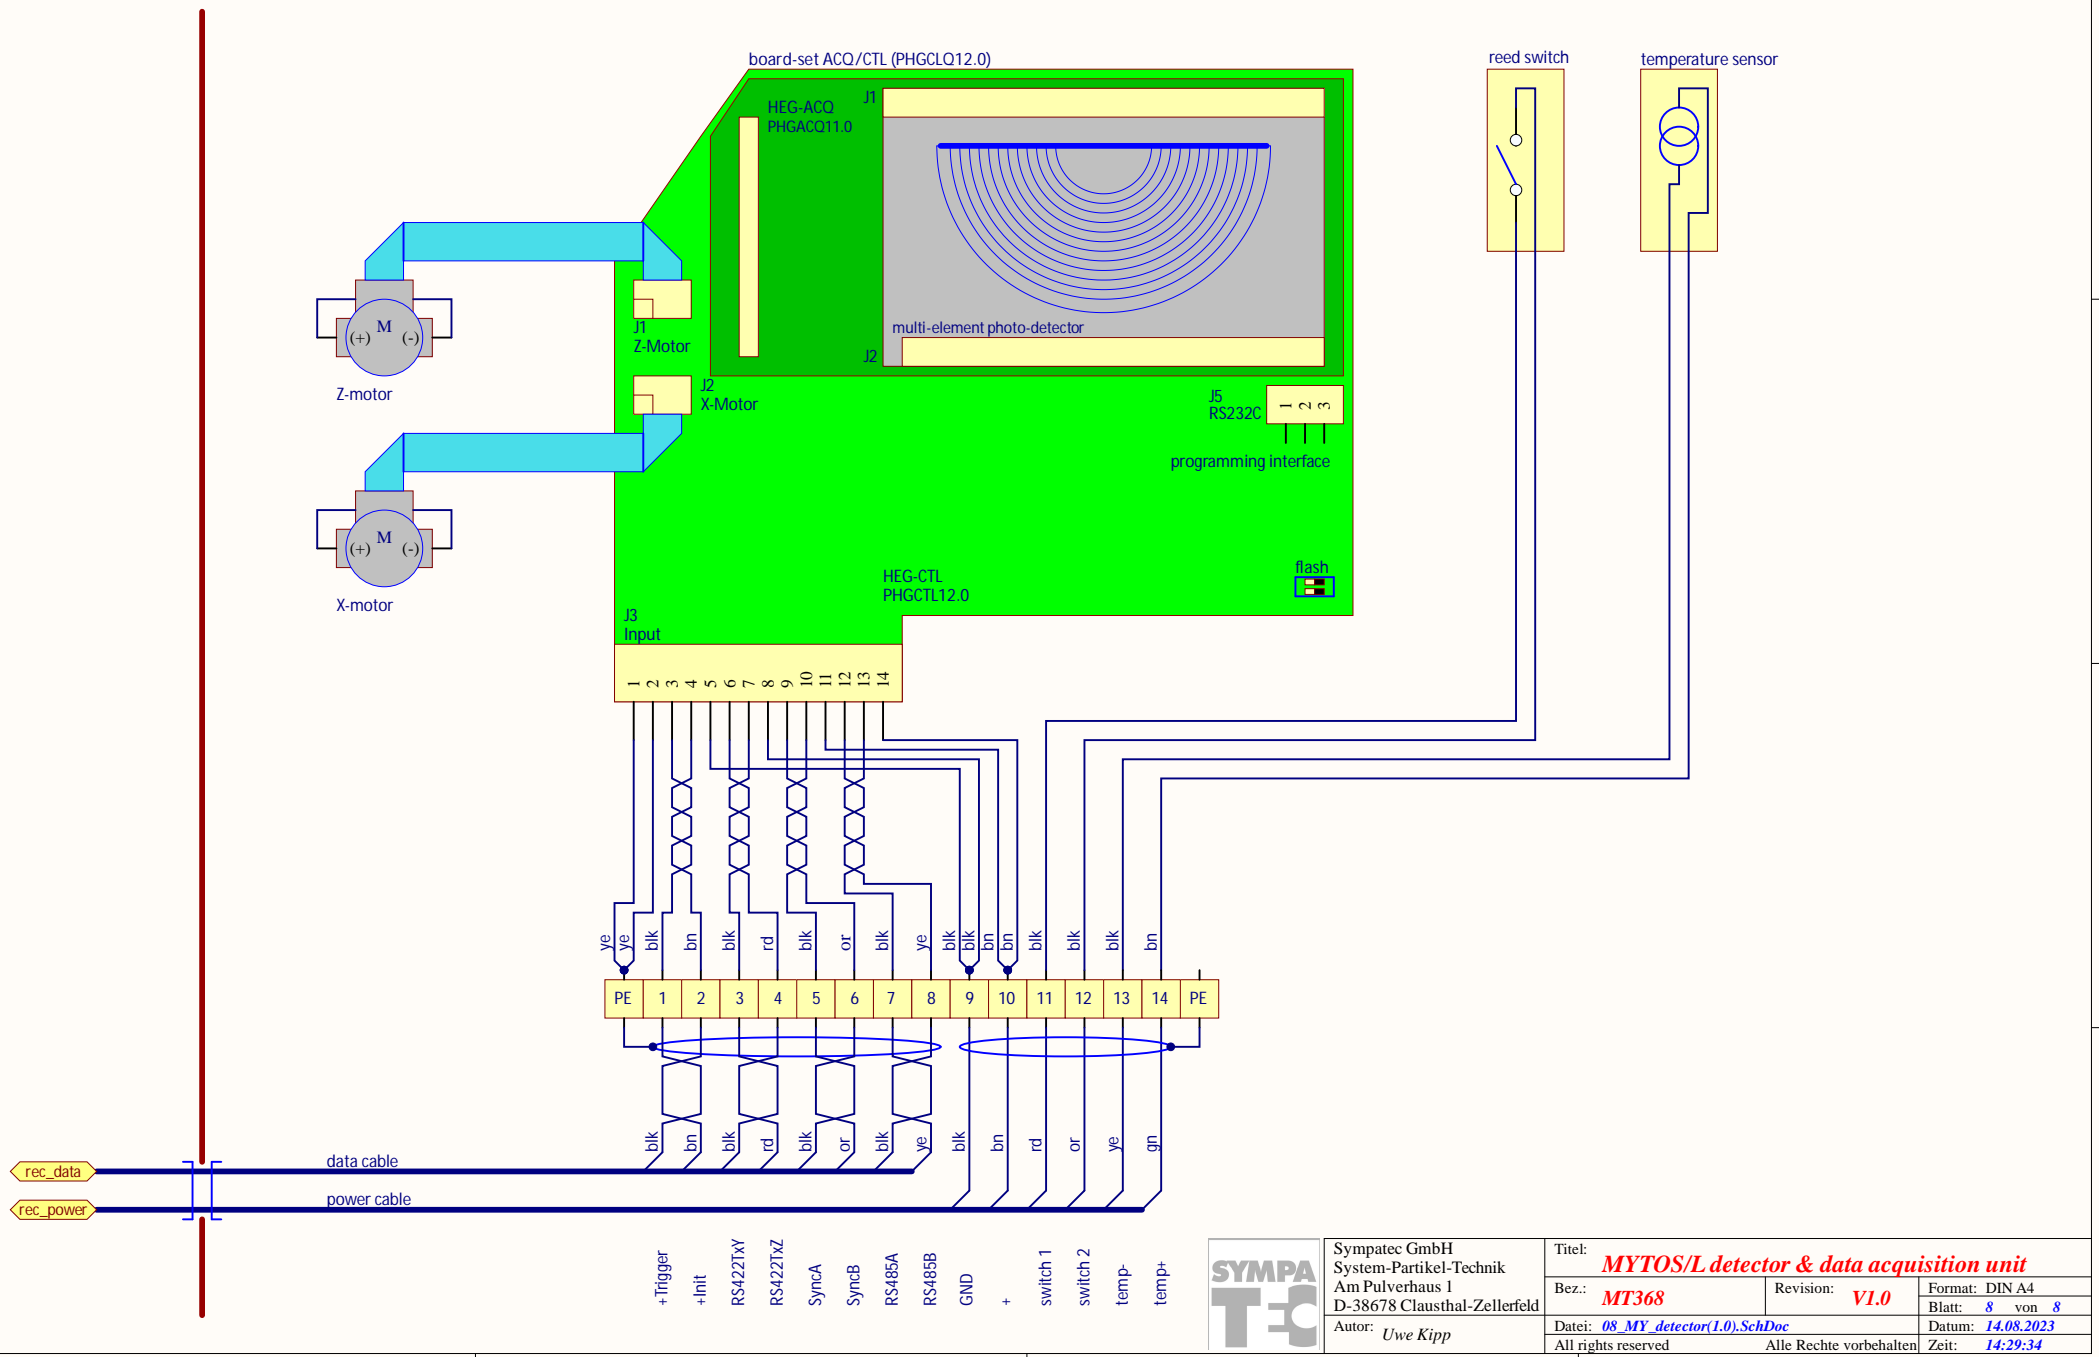 board-set ACQ/CTL (PHGCLQ12.0)
reed switch
temperature sensor
HEG-ACQ
PHGACQ11.0
J1
multi-element photo-detector
J2
J1
Z-Motor
M
(+) (-)
Z-motor
J2
X-Motor
J5
RS232C
1 2 3
programming interface
M
(+) (-)
X-motor
HEG-CTL
PHGCTL12.0
flash
J3
Input
1 2 3 4 5 6 7 8 9 10 11 12 13 14
ye ye blk bn blk rd blk or blk ye blk blk bn bn blk blk blk bn
PE 1 2 3 4 5 6 7 8 9 10 11 12 13 14 PE
blk bn blk rd blk or blk ye blk bn rd or ye gn
rec_data
data cable
rec_power
power cable
+Trigger
+Init
RS422TxY
RS422TxZ
SyncA
SyncB
RS485A
RS485B
GND
+
switch 1
switch 2
temp-
temp+
SYMPA
TEC
Sympatec GmbH
System-Partikel-Technik
Am Pulverhaus 1
D-38678 Clausthal-Zellerfeld
Autor: Uwe Kipp
Titel:
MYTOS/L detector & data acquisition unit
Bez.: MT368
Revision: V1.0
Format: DIN A4
Blatt: 8 von 8
Datei: 08_MY_detector(1.0).SchDoc
Datum: 14.08.2023
All rights reserved Alle Rechte vorbehalten
Zeit: 14:29:34